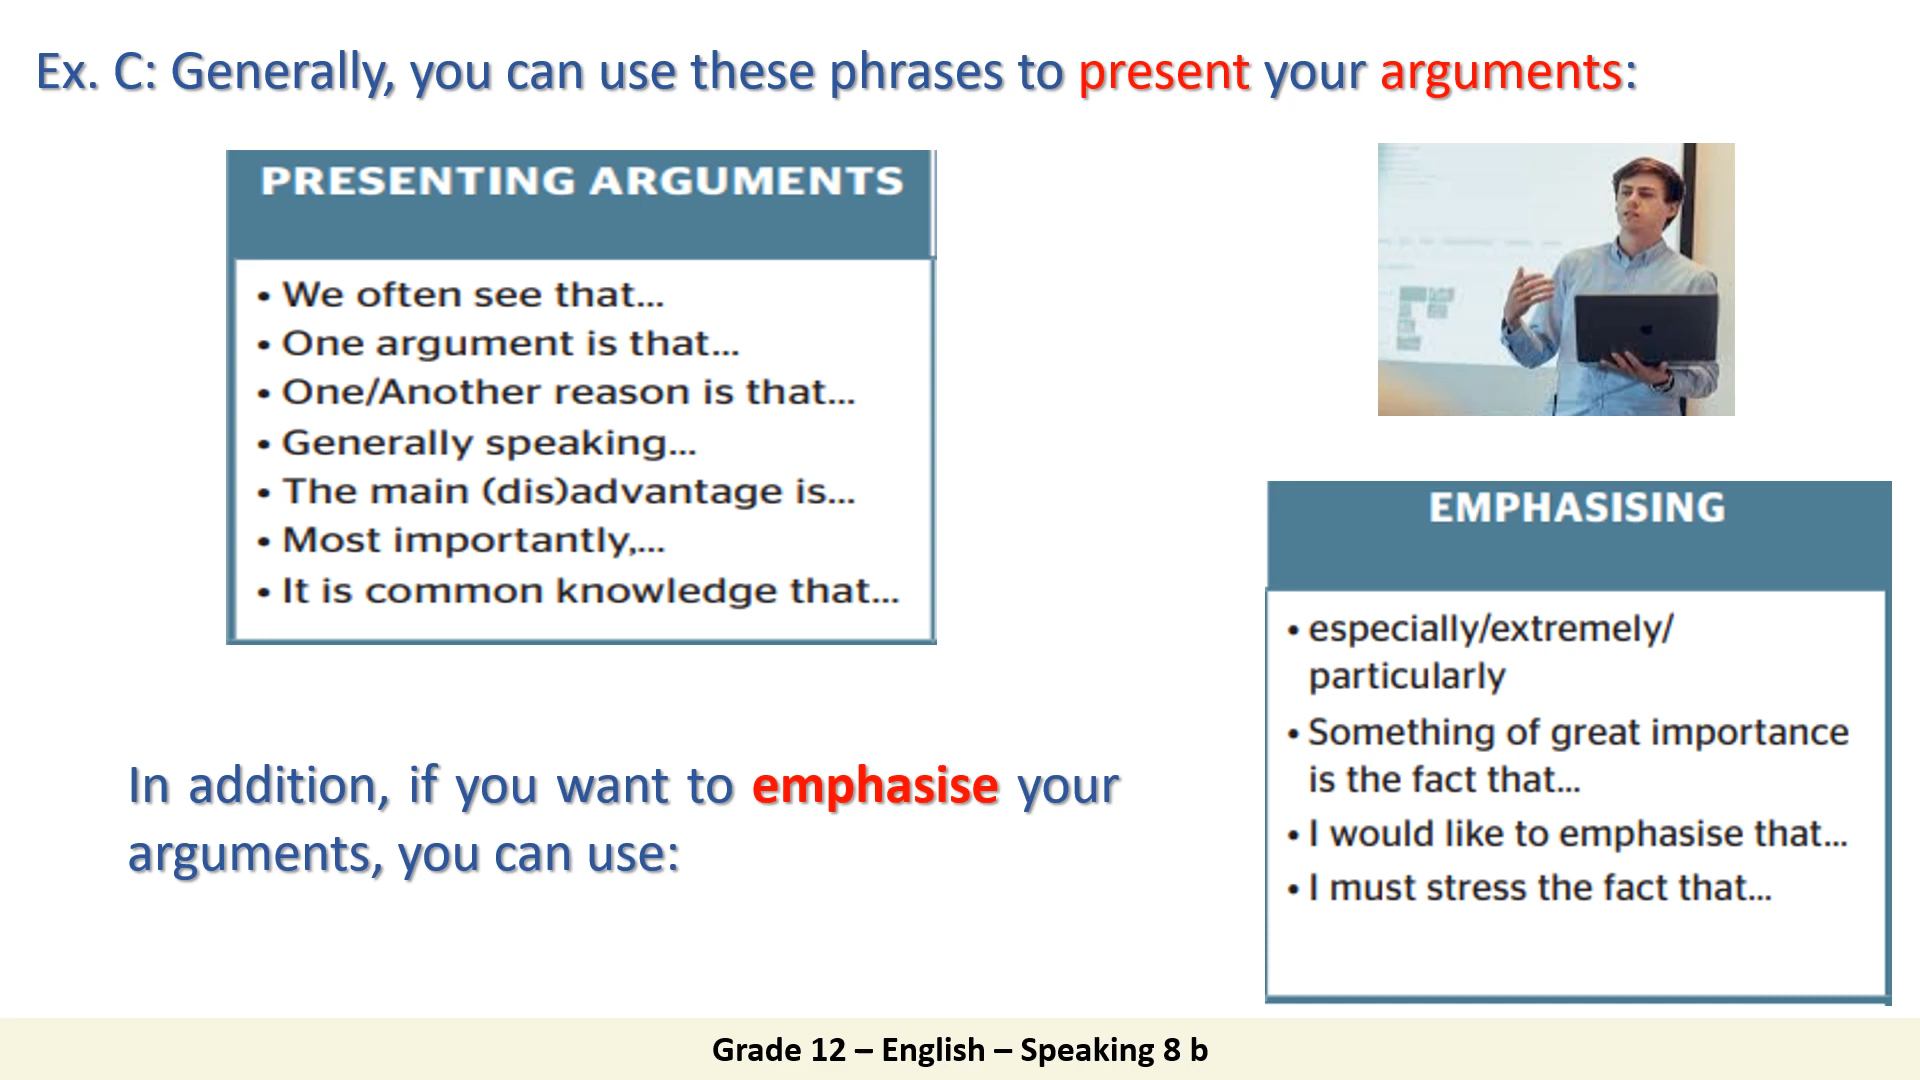 Ex. C: Generally, you can use these phrases to present your arguments:
PRESENTING ARGUMENTS
• We often see that...
• One argument is that...
• One/Another reason is that...
• Generally speaking...
• The main (dis)advantage is...
• Most importantly,...
• It is common knowledge that...
In addition, if you want to emphasise your
arguments, you can use:
EMPHASISING
• especially/extremely/
particularly
• Something of great importance
is the fact that...
• I would like to emphasise that...
• I must stress the fact that...
Grade 12 – English – Speaking 8 b